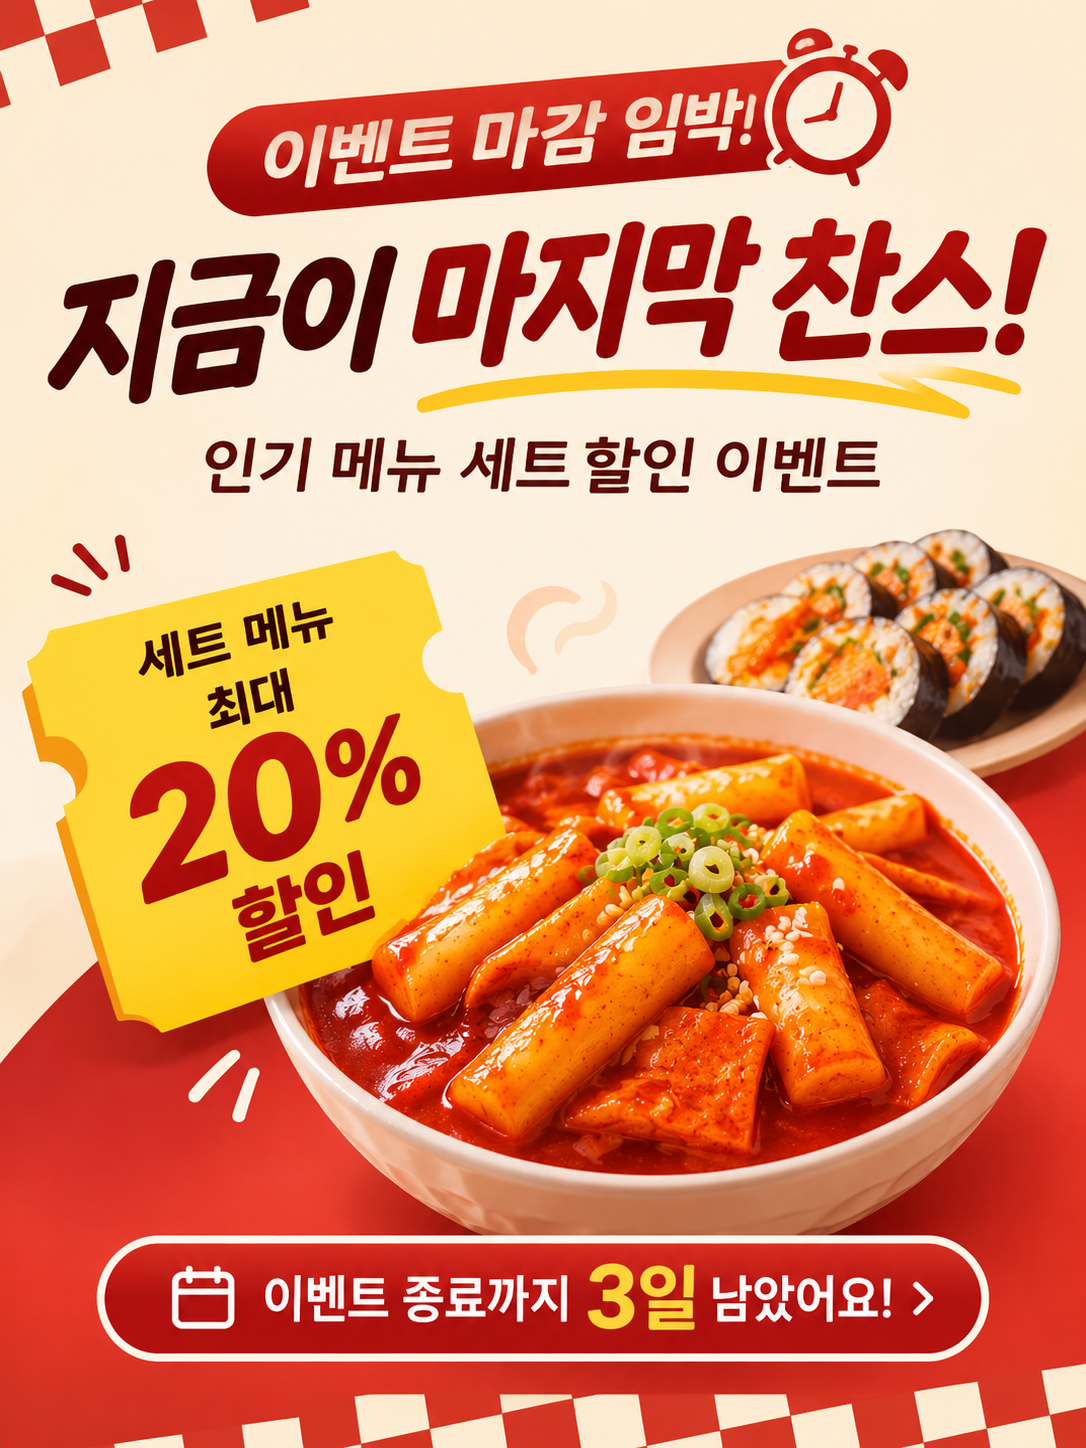 이벤트 마감 임박!
지금이 마지막 찬스!
인기 메뉴 세트 할인 이벤트
세트 메뉴
최대
20%
할인
이벤트 종료까지 3일 남았어요!